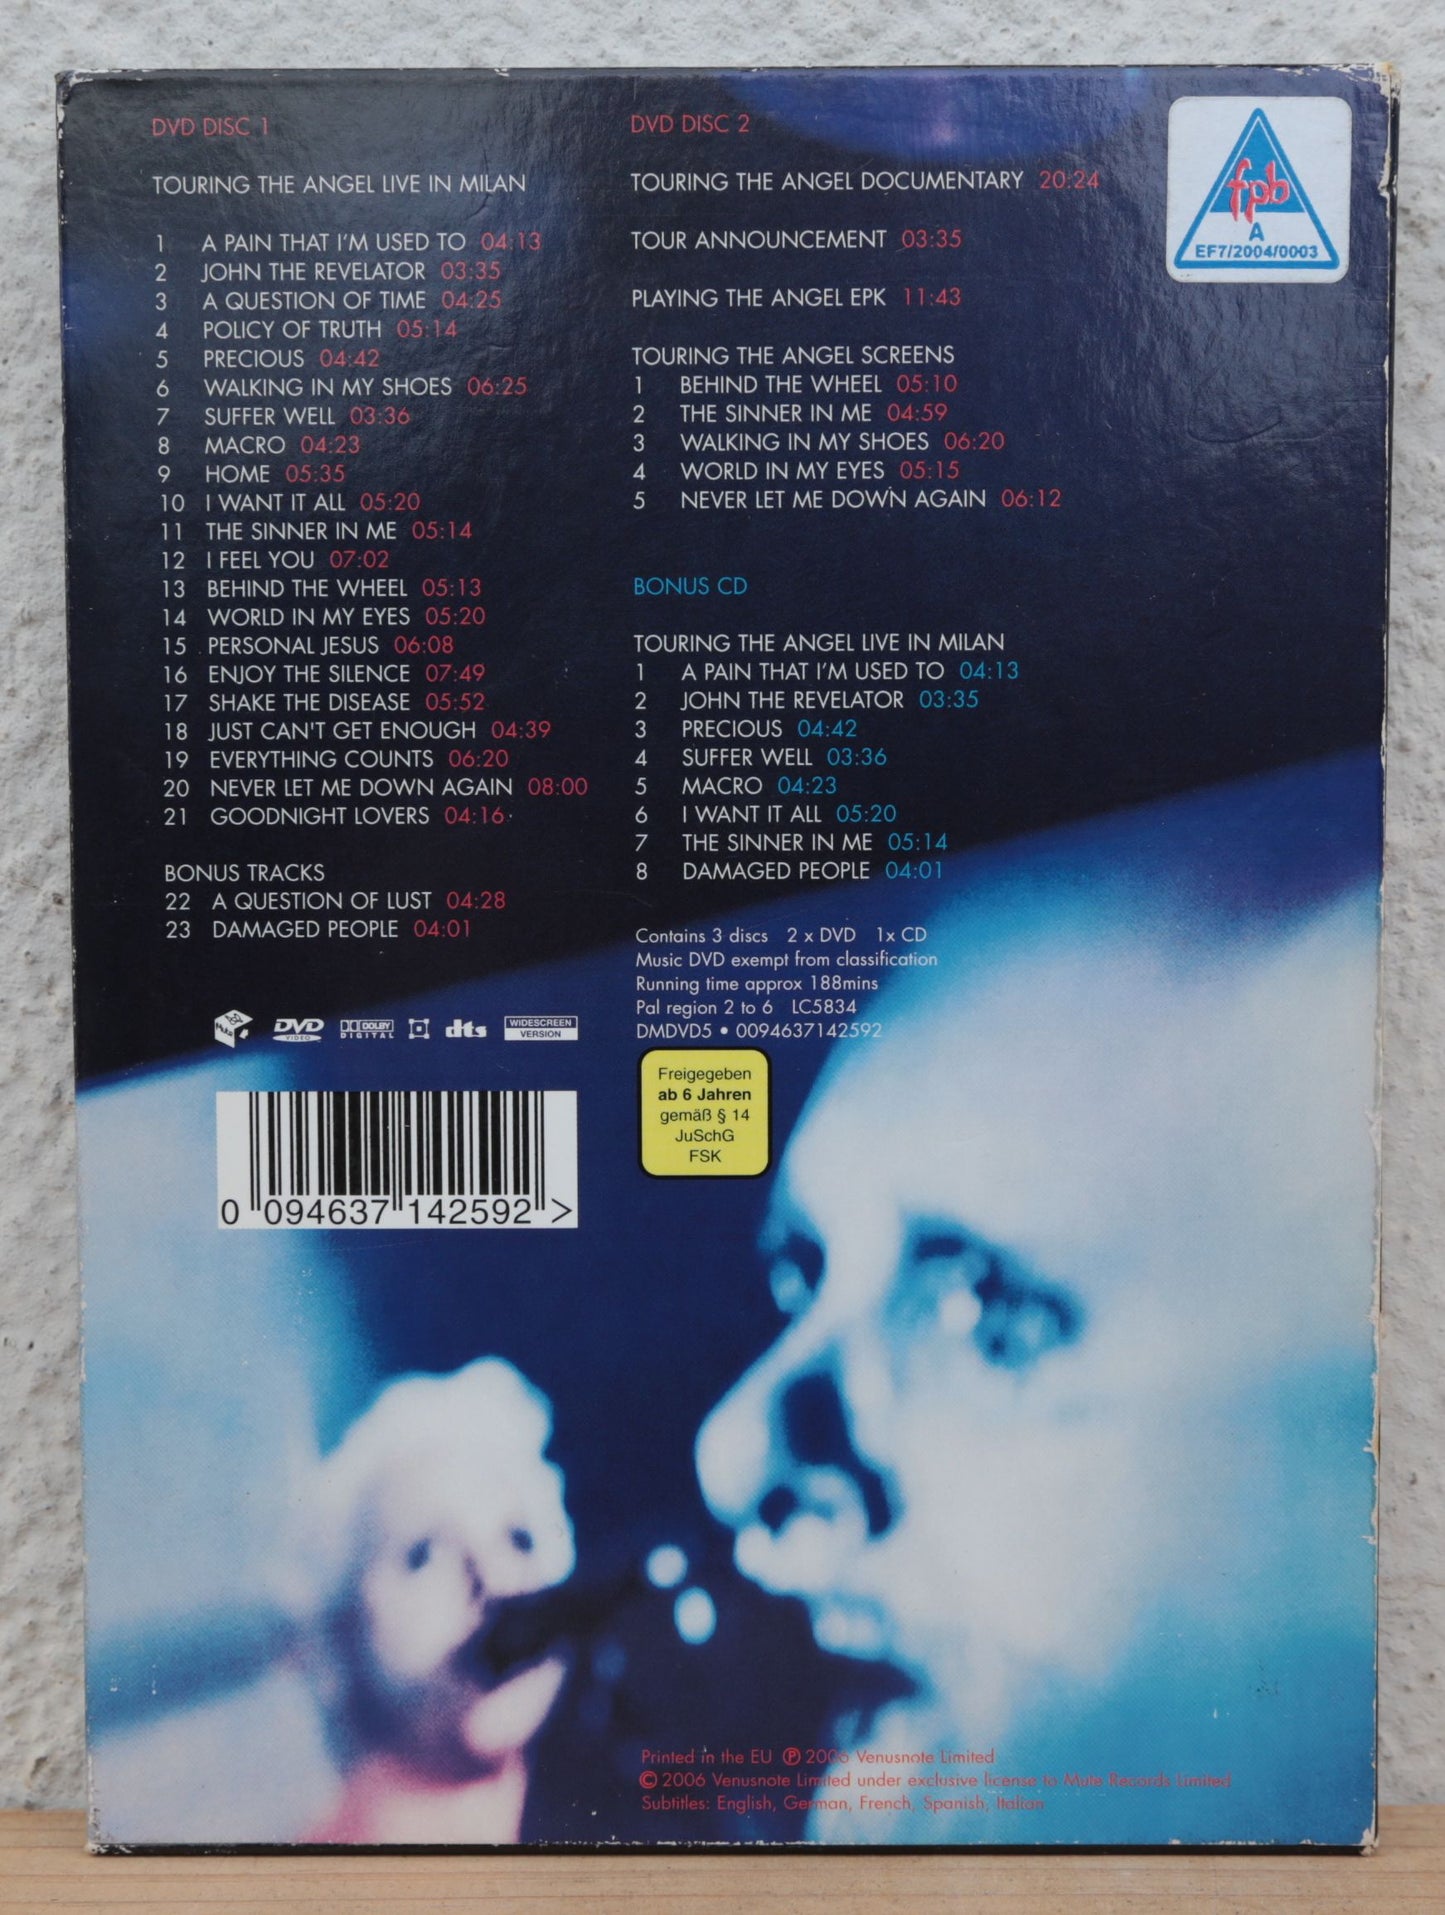 DVD DISC 1
TOURING THE ANGEL LIVE IN MILAN
1 A PAIN THAT I'M USED TO 04:13
2 JOHN THE REVELATOR 03:35
3 A QUESTION OF TIME 04:25
4 POLICY OF TRUTH 05:14
5 PRECIOUS 04:42
6 WALKING IN MY SHOES 06:25
7 SUFFER WELL 03:36
8 MACRO 04:23
9 HOME 05:35
10 I WANT IT ALL 05:20
11 THE SINNER IN ME 05:14
12 I FEEL YOU 07:02
13 BEHIND THE WHEEL 05:13
14 WORLD IN MY EYES 05:20
15 PERSONAL JESUS 06:08
16 ENJOY THE SILENCE 07:49
17 SHAKE THE DISEASE 05:52
18 JUST CAN'T GET ENOUGH 04:39
19 EVERYTHING COUNTS 06:20
20 NEVER LET ME DOWN AGAIN 08:00
21 GOODNIGHT LOVERS 04:16
BONUS TRACKS
22 A QUESTION OF LUST 04:28
23 DAMAGED PEOPLE 04:01
DVD DISC 2
TOURING THE ANGEL DOCUMENTARY 20:24
TOUR ANNOUNCEMENT 03:35
PLAYING THE ANGEL EPK 11:43
TOURING THE ANGEL SCREENS
1 BEHIND THE WHEEL 05:10
2 THE SINNER IN ME 04:59
3 WALKING IN MY SHOES 06:20
4 WORLD IN MY EYES 05:15
5 NEVER LET ME DOWN AGAIN 06:12
BONUS CD
TOURING THE ANGEL LIVE IN MILAN
1 A PAIN THAT I'M USED TO 04:13
2 JOHN THE REVELATOR 03:35
3 PRECIOUS 04:42
4 SUFFER WELL 03:36
5 MACRO 04:23
6 I WANT IT ALL 05:20
7 THE SINNER IN ME 05:14
8 DAMAGED PEOPLE 04:01
Contains 3 discs 2 x DVD 1x CD
Music DVD exempt from classification
Running time approx 188mins
Pal region 2 to 6 LC5834
DMDVD5 • 0094637142592
fpb
A
EF7/2004/0003
Mute
DVD
VIDEO
DOLBY
DIGITAL
dts
WIDESCREEN
VERSION
0 094637 142592 >
Freigegeben
ab 6 Jahren
gemäß § 14
JuSchG
FSK
Printed in the EU ℗ 2006 Venusnote Limited
© 2006 Venusnote Limited under exclusive license to Mute Records Limited
Subtitles: English, German, French, Spanish, Italian